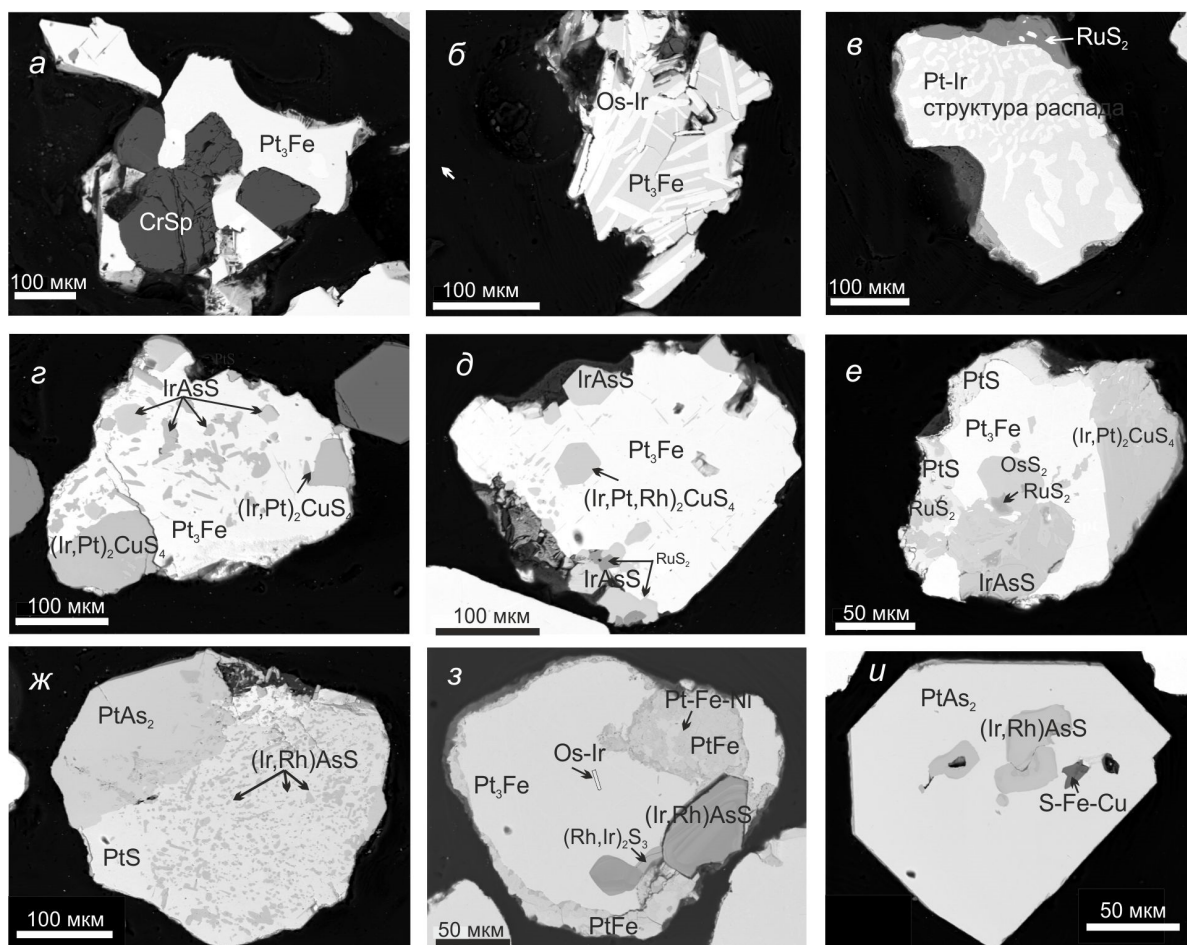 а
Pt₃Fe
CrSp
100 мкм
б
Os-Ir
Pt₃Fe
100 мкм
в
RuS₂
Pt-Ir
структура распада
100 мкм
г
PtS
IrAsS
(Ir,Pt)₂CuS₄
Pt₃Fe
(Ir,Pt)₂CuS₄
100 мкм
д
IrAsS
Pt₃Fe
(Ir,Pt,Rh)₂CuS₄
RuS₂
IrAsS
100 мкм
е
PtS
Pt₃Fe
(Ir,Pt)₂CuS₄
PtS
OsS₂
RuS₂
RuS₂
IrAsS
50 мкм
ж
PtAs₂
(Ir,Rh)AsS
PtS
100 мкм
з
Pt-Fe-Ni
PtFe
Os-Ir
Pt₃Fe
(Ir,Rh)AsS
(Rh,Ir)₂S₃
PtFe
50 мкм
и
PtAs₂
(Ir,Rh)AsS
S-Fe-Cu
50 мкм